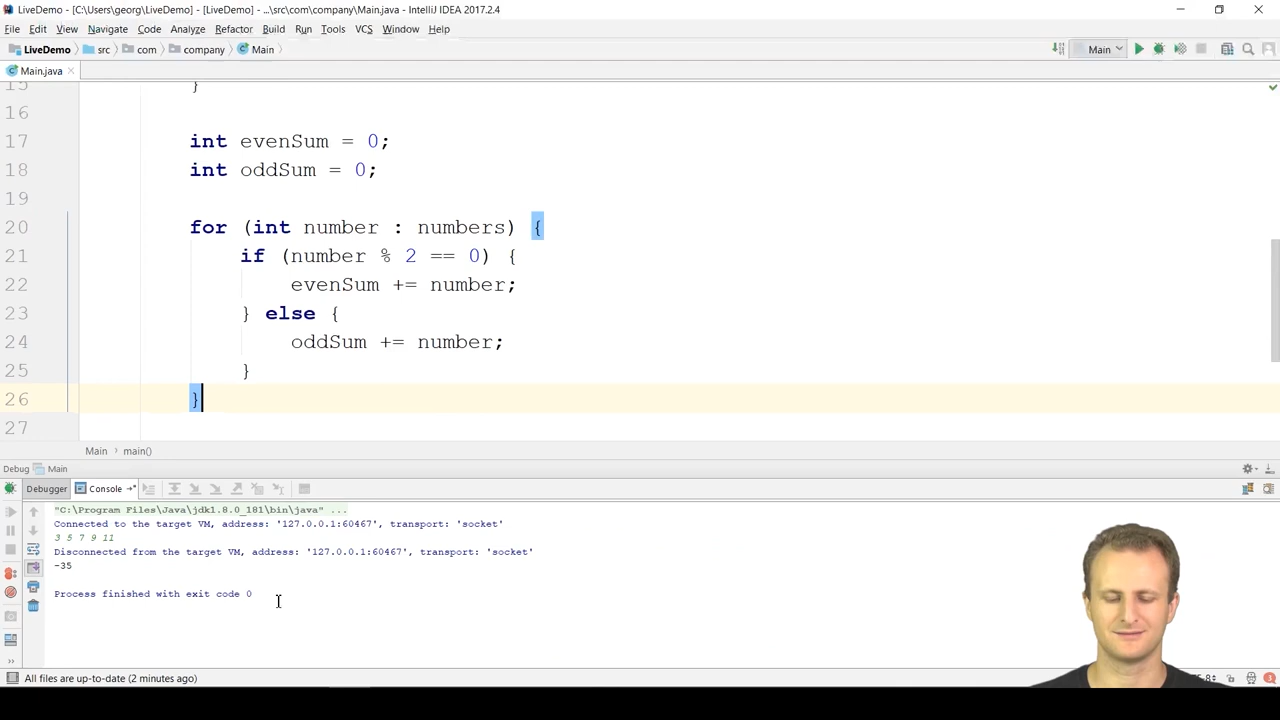 LiveDemo - [C:\Users\georg\LiveDemo] - [LiveDemo] - ...\src\com\company\Main.java - IntelliJ IDEA 2017.2.4
File Edit View Navigate Code Analyze Refactor Build Run Tools VCS Window Help
LiveDemo src com company Main Main
Main.java
15 }
16
17 int evenSum = 0;
18 int oddSum = 0;
19
20 for (int number : numbers) {
21 if (number % 2 == 0) {
22 evenSum += number;
23 } else {
24 oddSum += number;
25 }
26 }
27
Main › main()
Debug Main
Debugger Console
"C:\Program Files\Java\jdk1.8.0_181\bin\java" ...
Connected to the target VM, address: '127.0.0.1:60467', transport: 'socket'
3 5 7 9 11
Disconnected from the target VM, address: '127.0.0.1:60467', transport: 'socket'
-35
Process finished with exit code 0
All files are up-to-date (2 minutes ago)